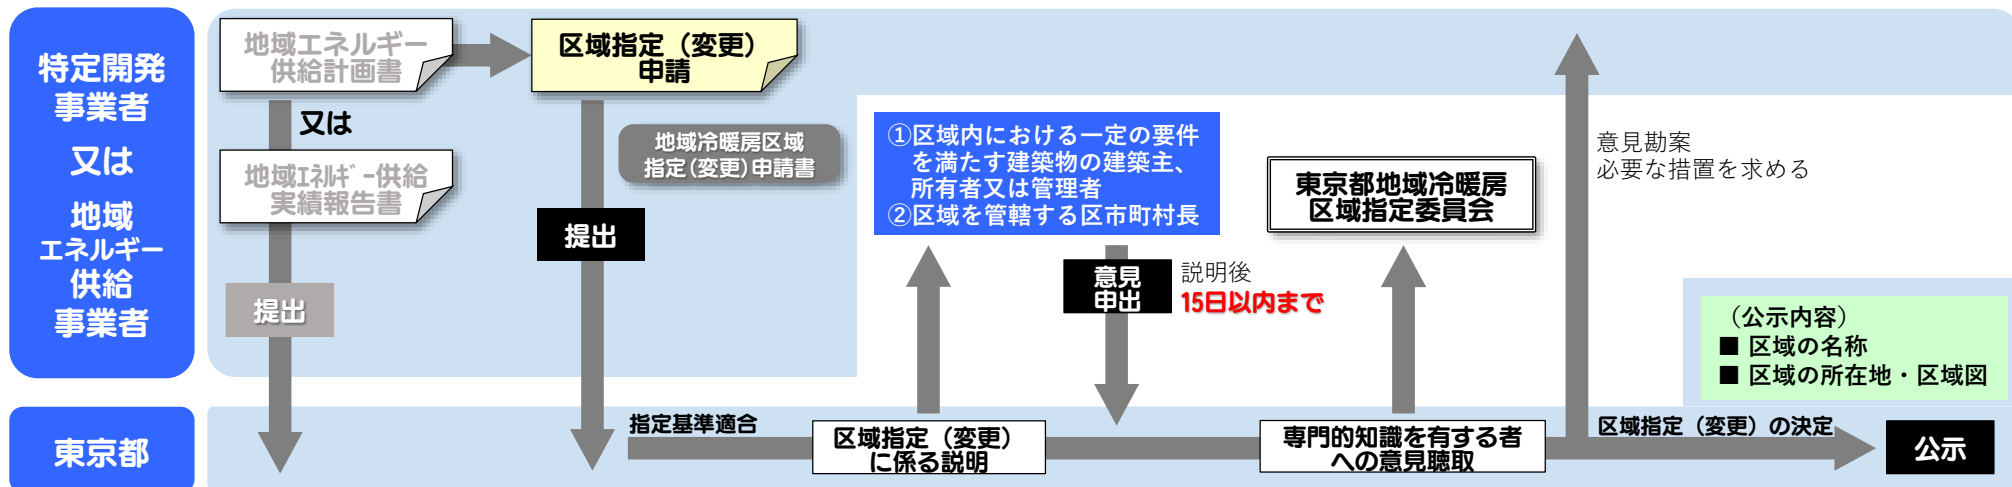 特定開発
事業者
又は
地域
エネルギー
供給
事業者
地域エネルギー
供給計画書
又は
地域ｴﾈﾙｷﾞｰ供給
実績報告書
提出
区域指定（変更）
申請
地域冷暖房区域
指定(変更)申請書
提出
①区域内における一定の要件
を満たす建築物の建築主、
所有者又は管理者
②区域を管轄する区市町村長
意見
申出
説明後
15日以内まで
東京都地域冷暖房
区域指定委員会
意見勘案
必要な措置を求める
（公示内容）
■ 区域の名称
■ 区域の所在地・区域図
東京都
指定基準適合
区域指定（変更）
に係る説明
専門的知識を有する者
への意見聴取
区域指定（変更）の決定
公示